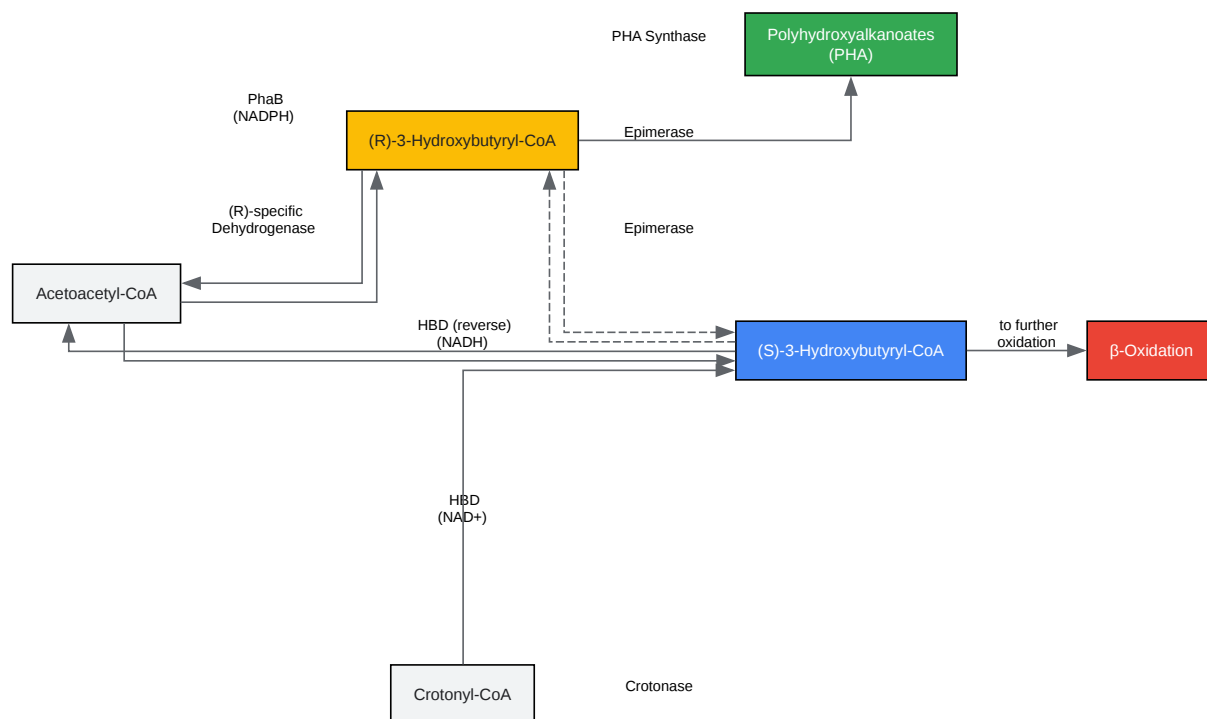 PHA Synthase
Polyhydroxyalkanoates
(PHA)
PhaB
(NADPH)
(R)-3-Hydroxybutyryl-CoA
Epimerase
(R)-specific
Dehydrogenase
Epimerase
Acetoacetyl-CoA
HBD (reverse)
(NADH)
(S)-3-Hydroxybutyryl-CoA
to further
oxidation
β-Oxidation
HBD
(NAD+)
Crotonyl-CoA
Crotonase